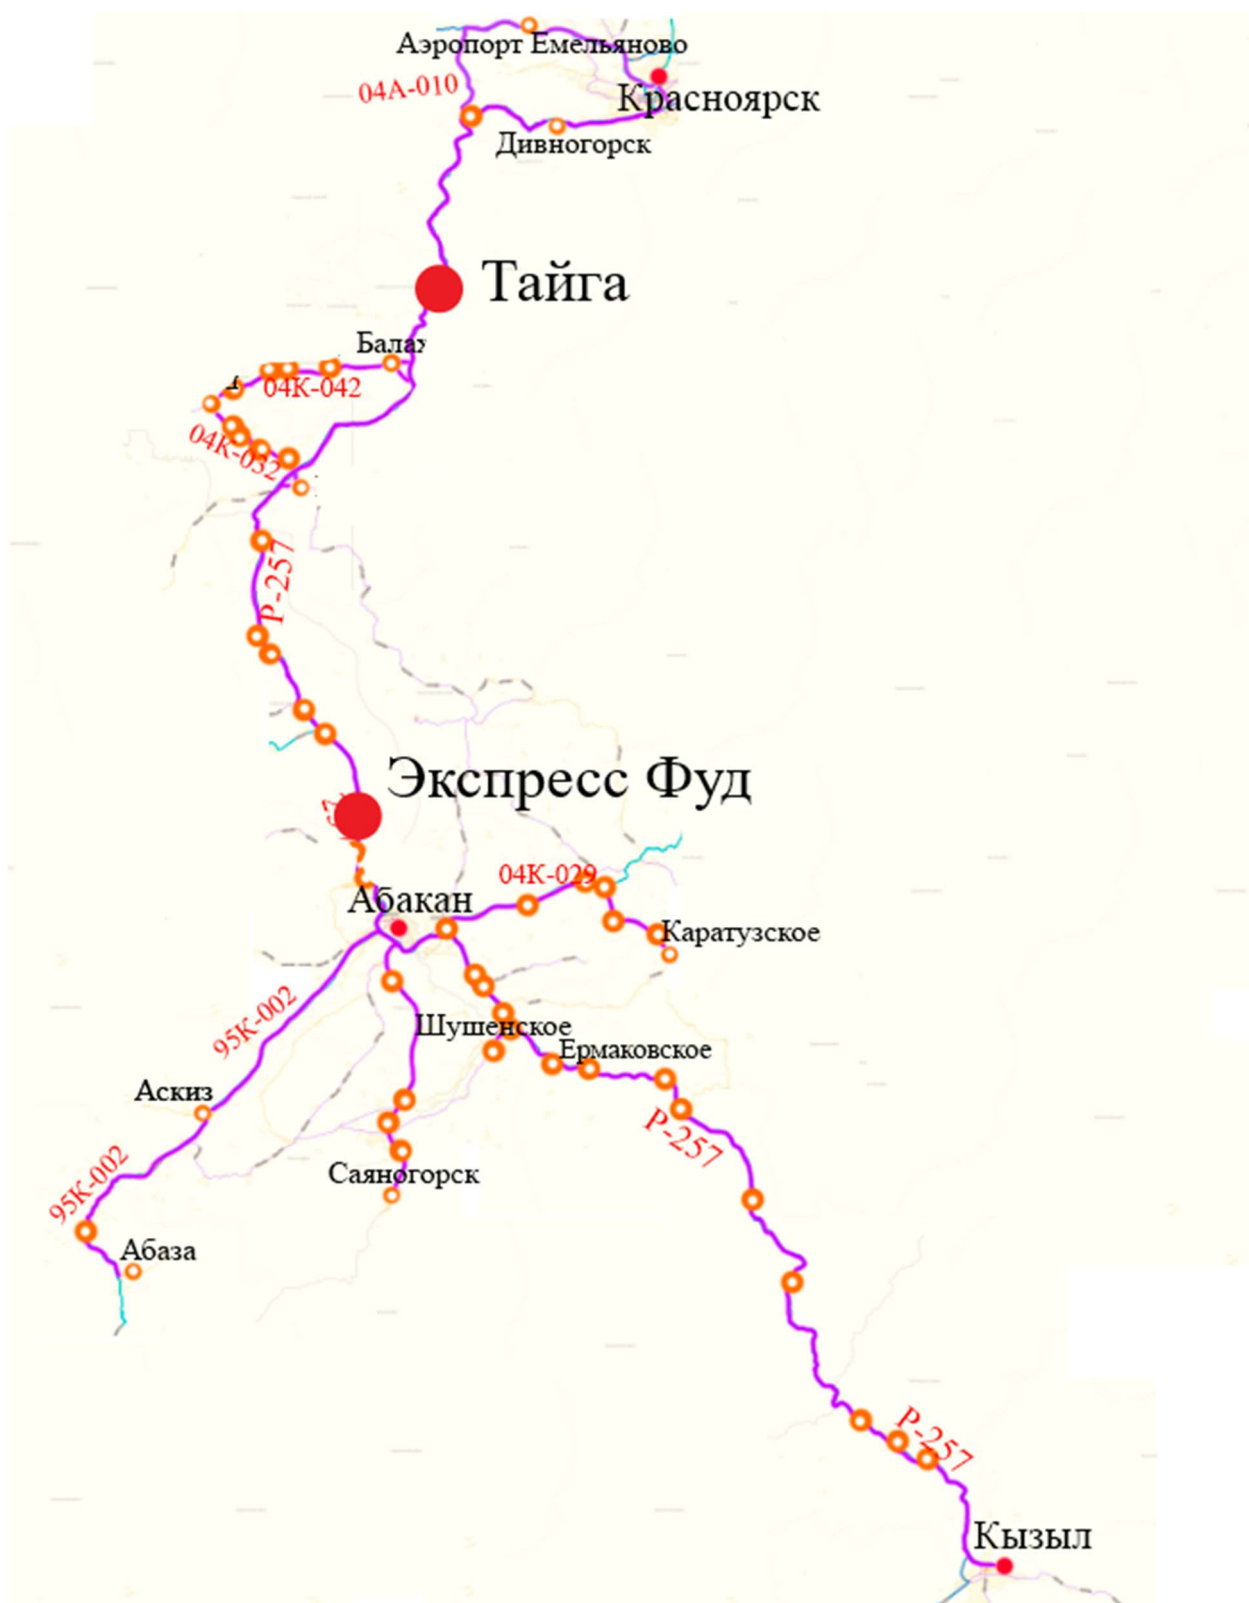 Аэропорт Емельяново
04А-010
Красноярск
Дивногорск
Тайга
Балах
04К-042
04К-032
Р-257
Экспресс Фуд
04К-029
Абакан
Каратузское
95К-002
Шушенское
Ермаковское
Аскиз
Р-257
95К-002
Саяногорск
Абаза
Р-257
Кызыл